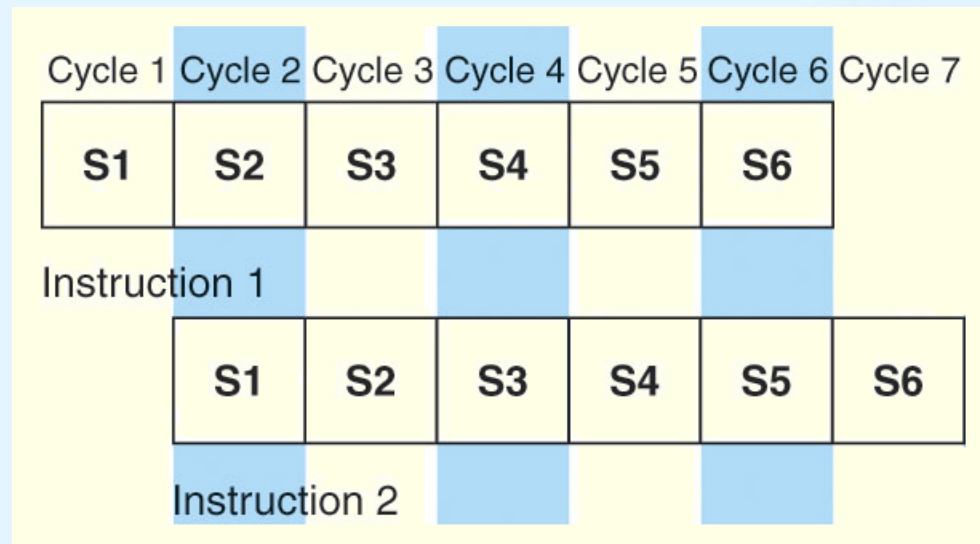 Cycle 1 Cycle 2 Cycle 3 Cycle 4 Cycle 5 Cycle 6 Cycle 7
S1 S2 S3 S4 S5 S6
Instruction 1
S1 S2 S3 S4 S5 S6
Instruction 2